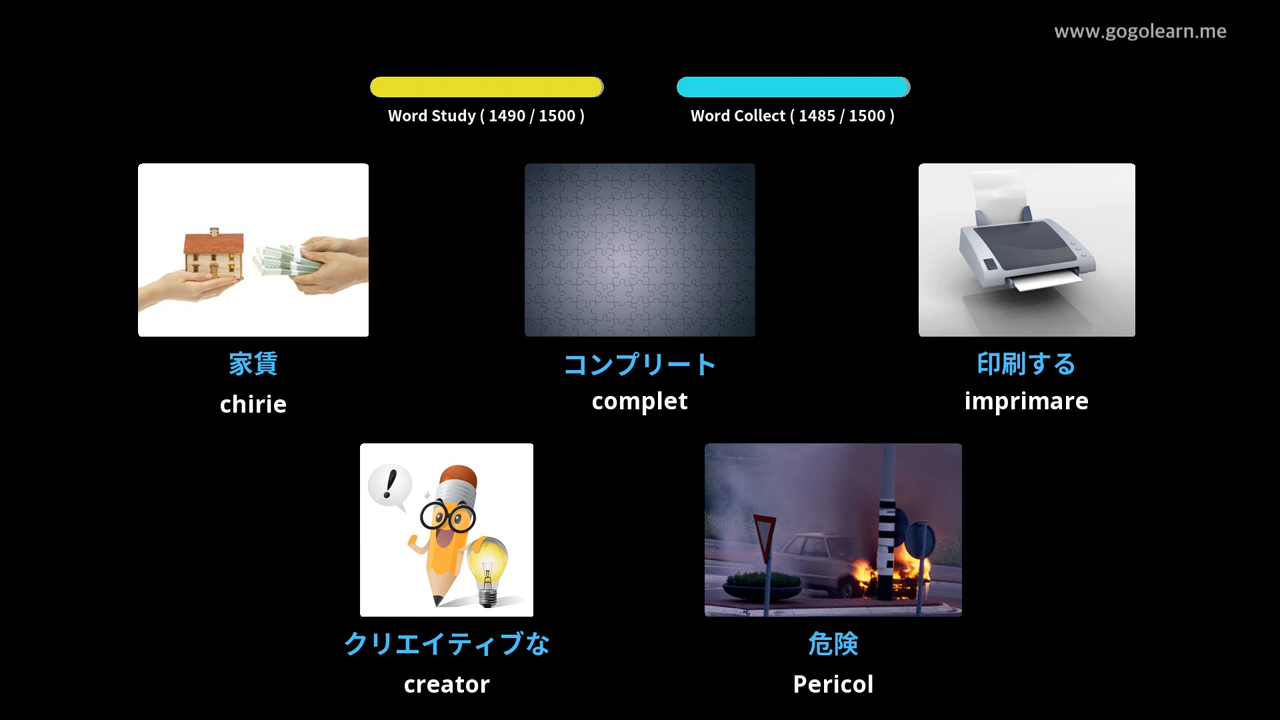 www.gogolearn.me
Word Study ( 1490 / 1500 )
Word Collect ( 1485 / 1500 )
家賃
コンプリート
印刷する
chirie
complet
imprimare
クリエイティブな
危険
creator
Pericol